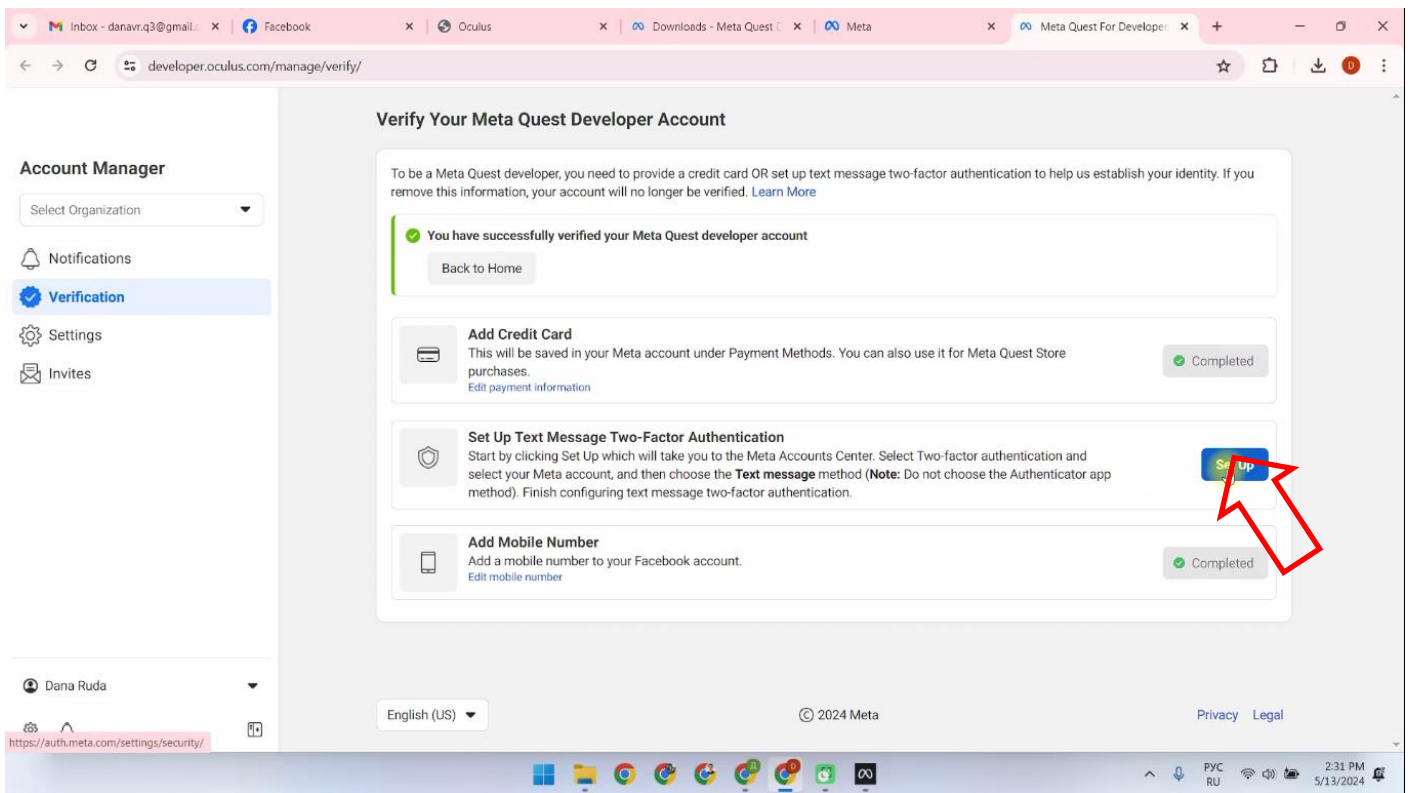 Inbox - danavr.q3@gmail.c
Facebook
Oculus
Downloads - Meta Quest D
Meta
Meta Quest For Developer
developer.oculus.com/manage/verify/
D
Verify Your Meta Quest Developer Account
Account Manager
Select Organization
Notifications
Verification
Settings
Invites
To be a Meta Quest developer, you need to provide a credit card OR set up text message two-factor authentication to help us establish your identity. If you
remove this information, your account will no longer be verified. Learn More
You have successfully verified your Meta Quest developer account
Back to Home
Add Credit Card
This will be saved in your Meta account under Payment Methods. You can also use it for Meta Quest Store
purchases.
Edit payment information
Completed
Set Up Text Message Two-Factor Authentication
Start by clicking Set Up which will take you to the Meta Accounts Center. Select Two-factor authentication and
select your Meta account, and then choose the Text message method (Note: Do not choose the Authenticator app
method). Finish configuring text message two-factor authentication.
Set Up
Add Mobile Number
Add a mobile number to your Facebook account.
Edit mobile number
Completed
Dana Ruda
English (US)
© 2024 Meta
Privacy Legal
https://auth.meta.com/settings/security/
РУС
RU
2:31 PM
5/13/2024